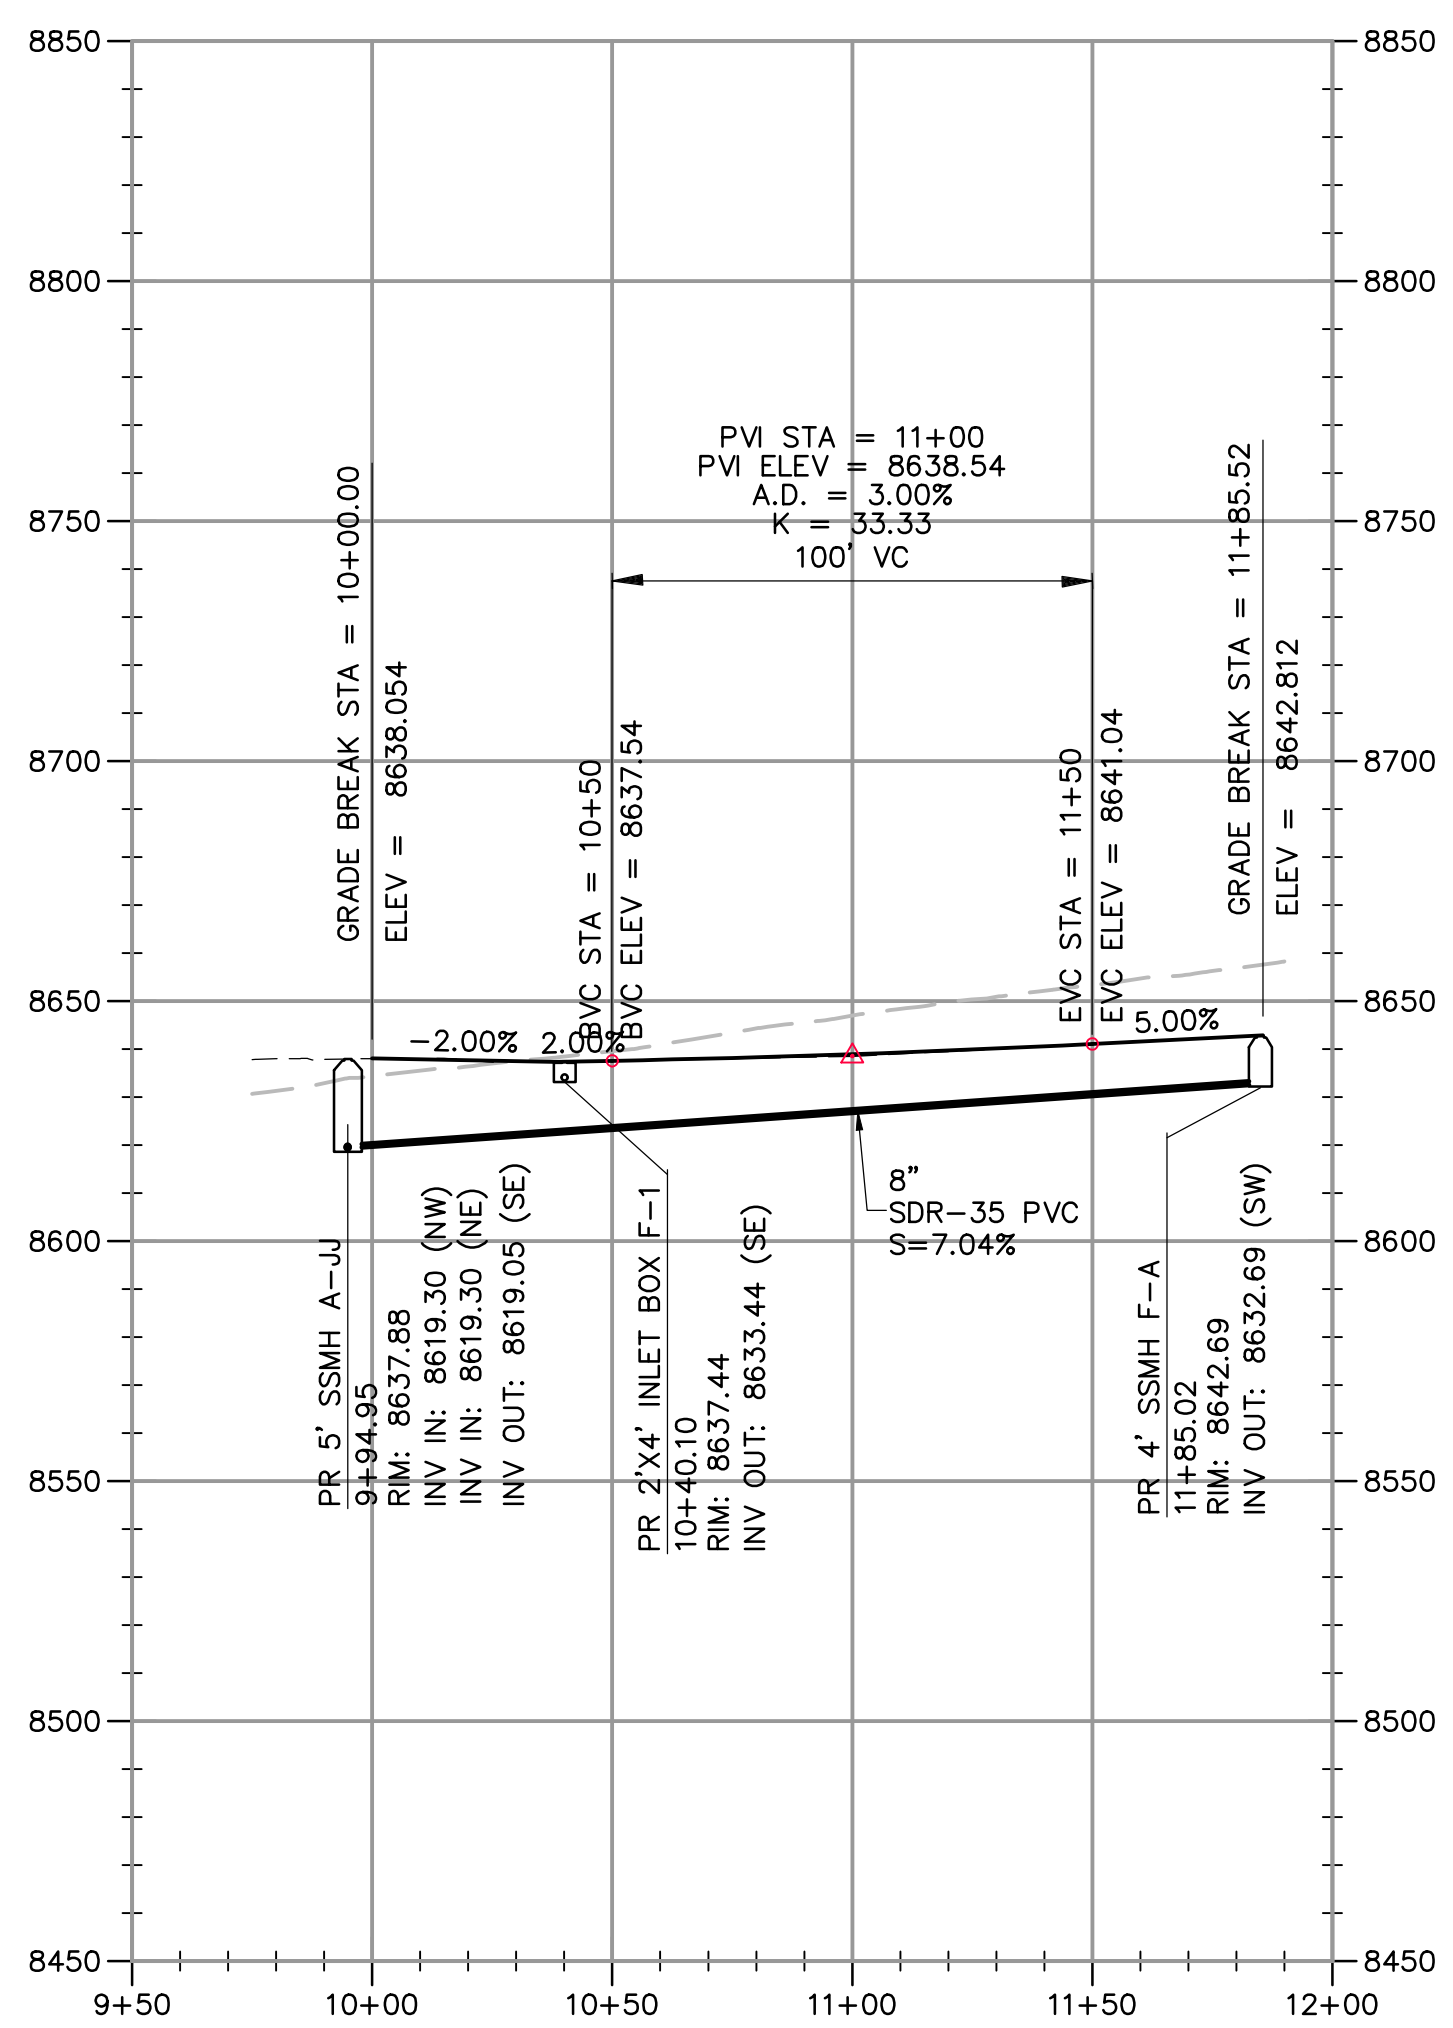 8850
8850
8800
8800
PVI STA = 11+00
PVI ELEV = 8638.54
A.D. = 3.00%
K = 33.33
100' VC
8750
8750
GRADE BREAK STA = 10+00.00
ELEV = 8638.054
BVC STA = 10+50
BVC ELEV = 8637.54
EVC STA = 11+50
EVC ELEV = 8641.04
GRADE BREAK STA = 11+85.52
ELEV = 8642.812
8700
8700
8650
8650
-2.00%
2.00%
5.00%
8"
SDR-35 PVC
S=7.04%
8600
8600
PR 5' SSMH A-JJ
9+94.95
RIM: 8637.88
INV IN: 8619.30 (NW)
INV IN: 8619.30 (NE)
INV OUT: 8619.05 (SE)
PR 2'X4' INLET BOX F-1
10+40.10
RIM: 8637.44
INV OUT: 8633.44 (SE)
PR 4' SSMH F-A
11+85.02
RIM: 8642.69
INV OUT: 8632.69 (SW)
8550
8550
8500
8500
8450
8450
9+50
10+00
10+50
11+00
11+50
12+00